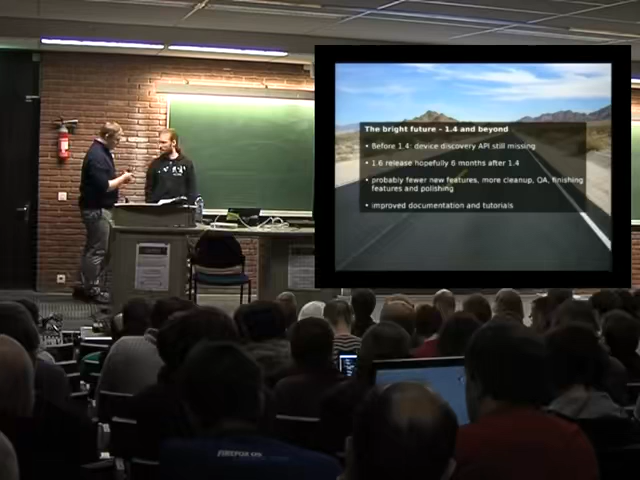 The bright future - 1.4 and beyond
• Before 1.4: device discovery API still missing
• 1.6 release hopefully 6 months after 1.4
• probably fewer new features, more cleanup, QA, finishing
features and polishing
• improved documentation and tutorials
FIREFOX OS